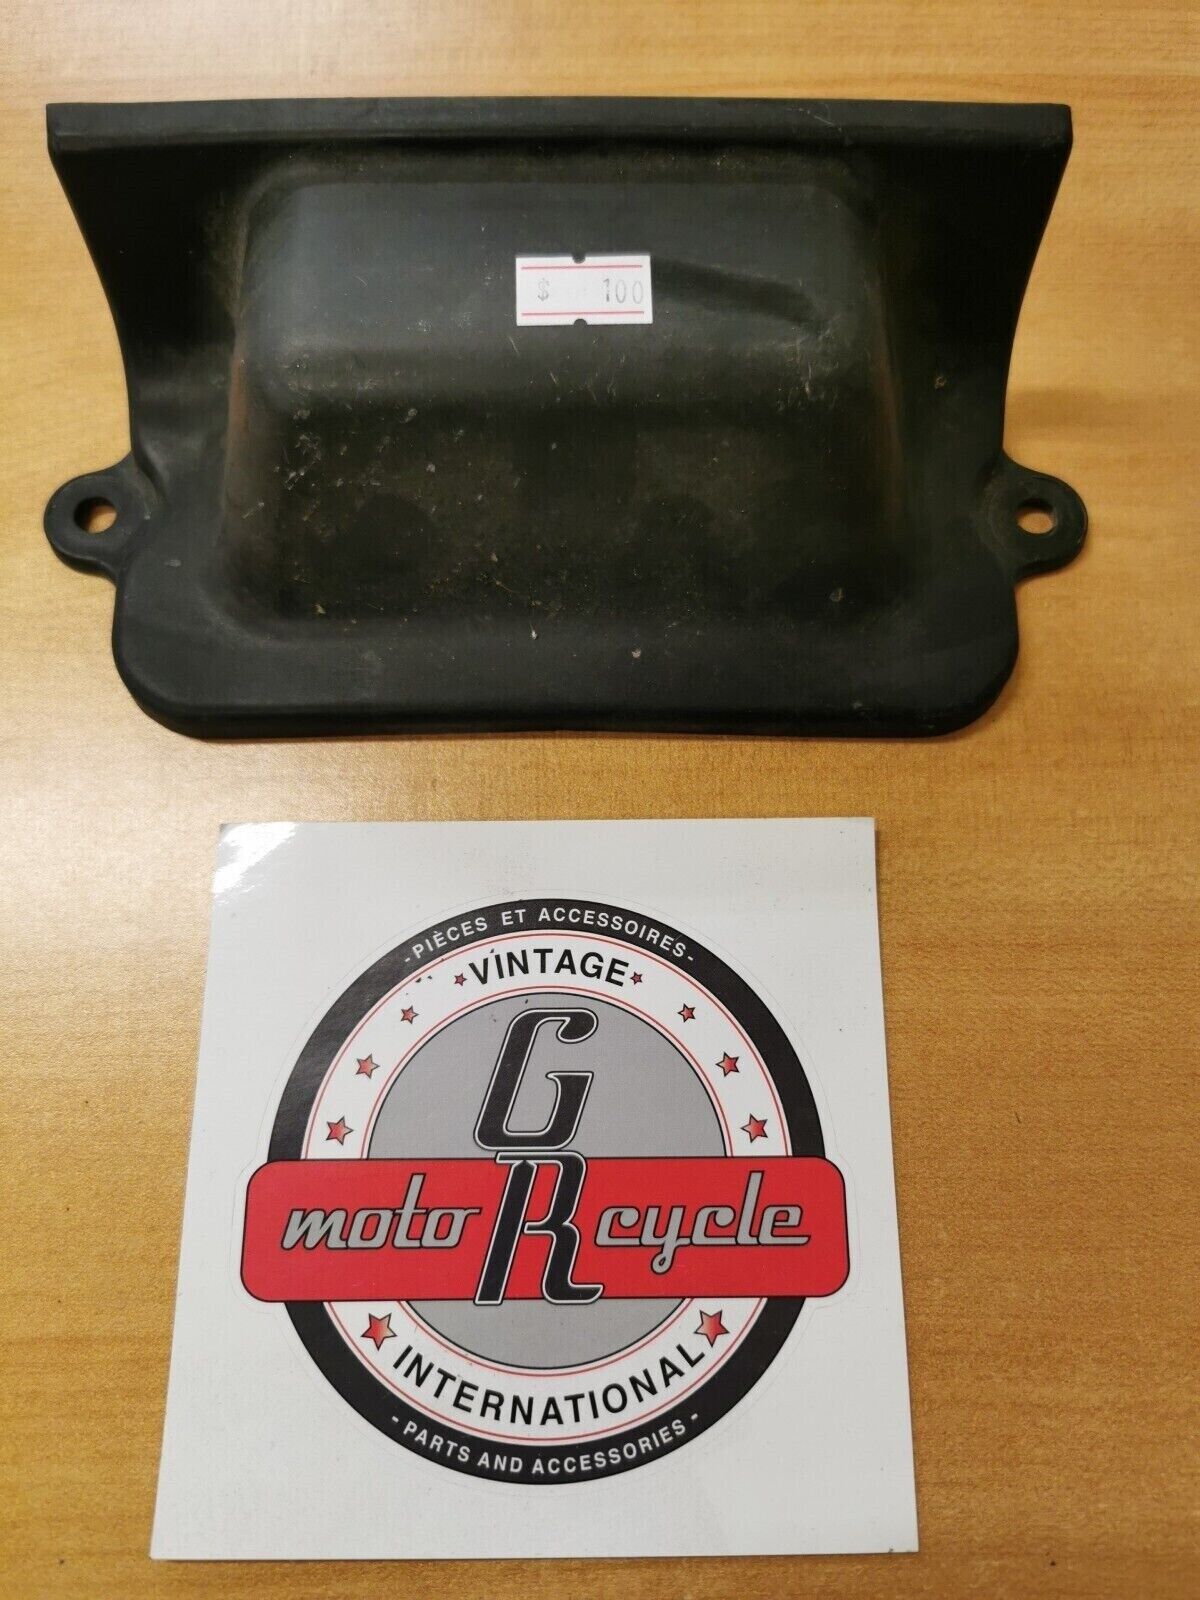 $ 100
- PIÈCES ET ACCESSOIRES -
VINTAGE
GR
moto cycle
INTERNATIONAL
- PARTS AND ACCESSORIES -